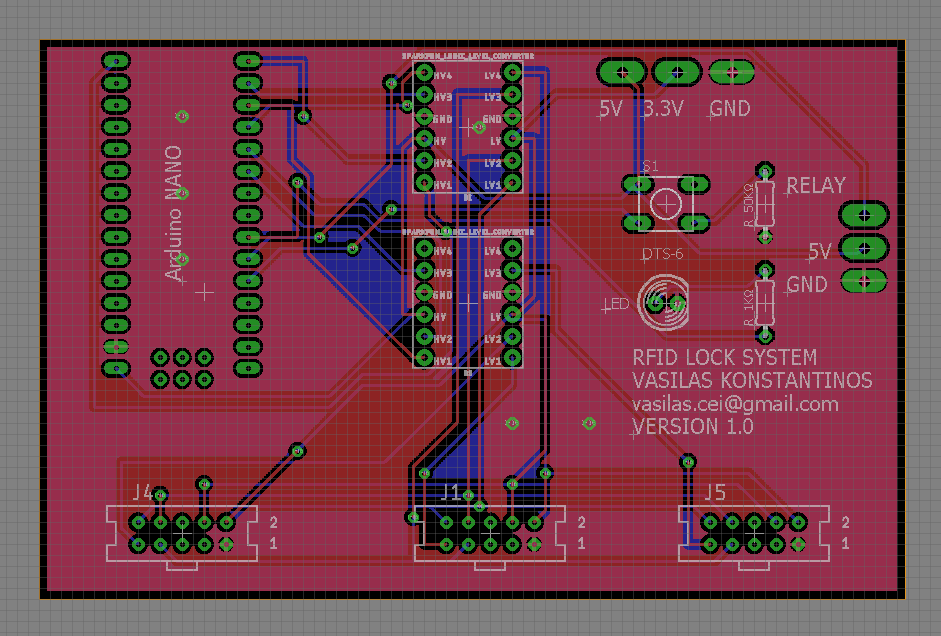 SPARKFUN_LOGIC_LEVEL_CONVERTER
HV4 LV4
HV3 LV3
GND GND
HV LV
HV2 LV2
HV1 LV1
5V 3.3V GND
S1
DTS-6
R_50KΩ
RELAY
5V
GND
Arduino NANO
SPARKFUN_LOGIC_LEVEL_CONVERTER
HV4 LV4
HV3 LV3
GND GND
HV LV
HV2 LV2
HV1 LV1
LED
R_1KΩ
RFID LOCK SYSTEM
VASILAS KONSTANTINOS
vasilas.cei@gmail.com
VERSION 1.0
J4
2
1
J1
2
1
J5
2
1